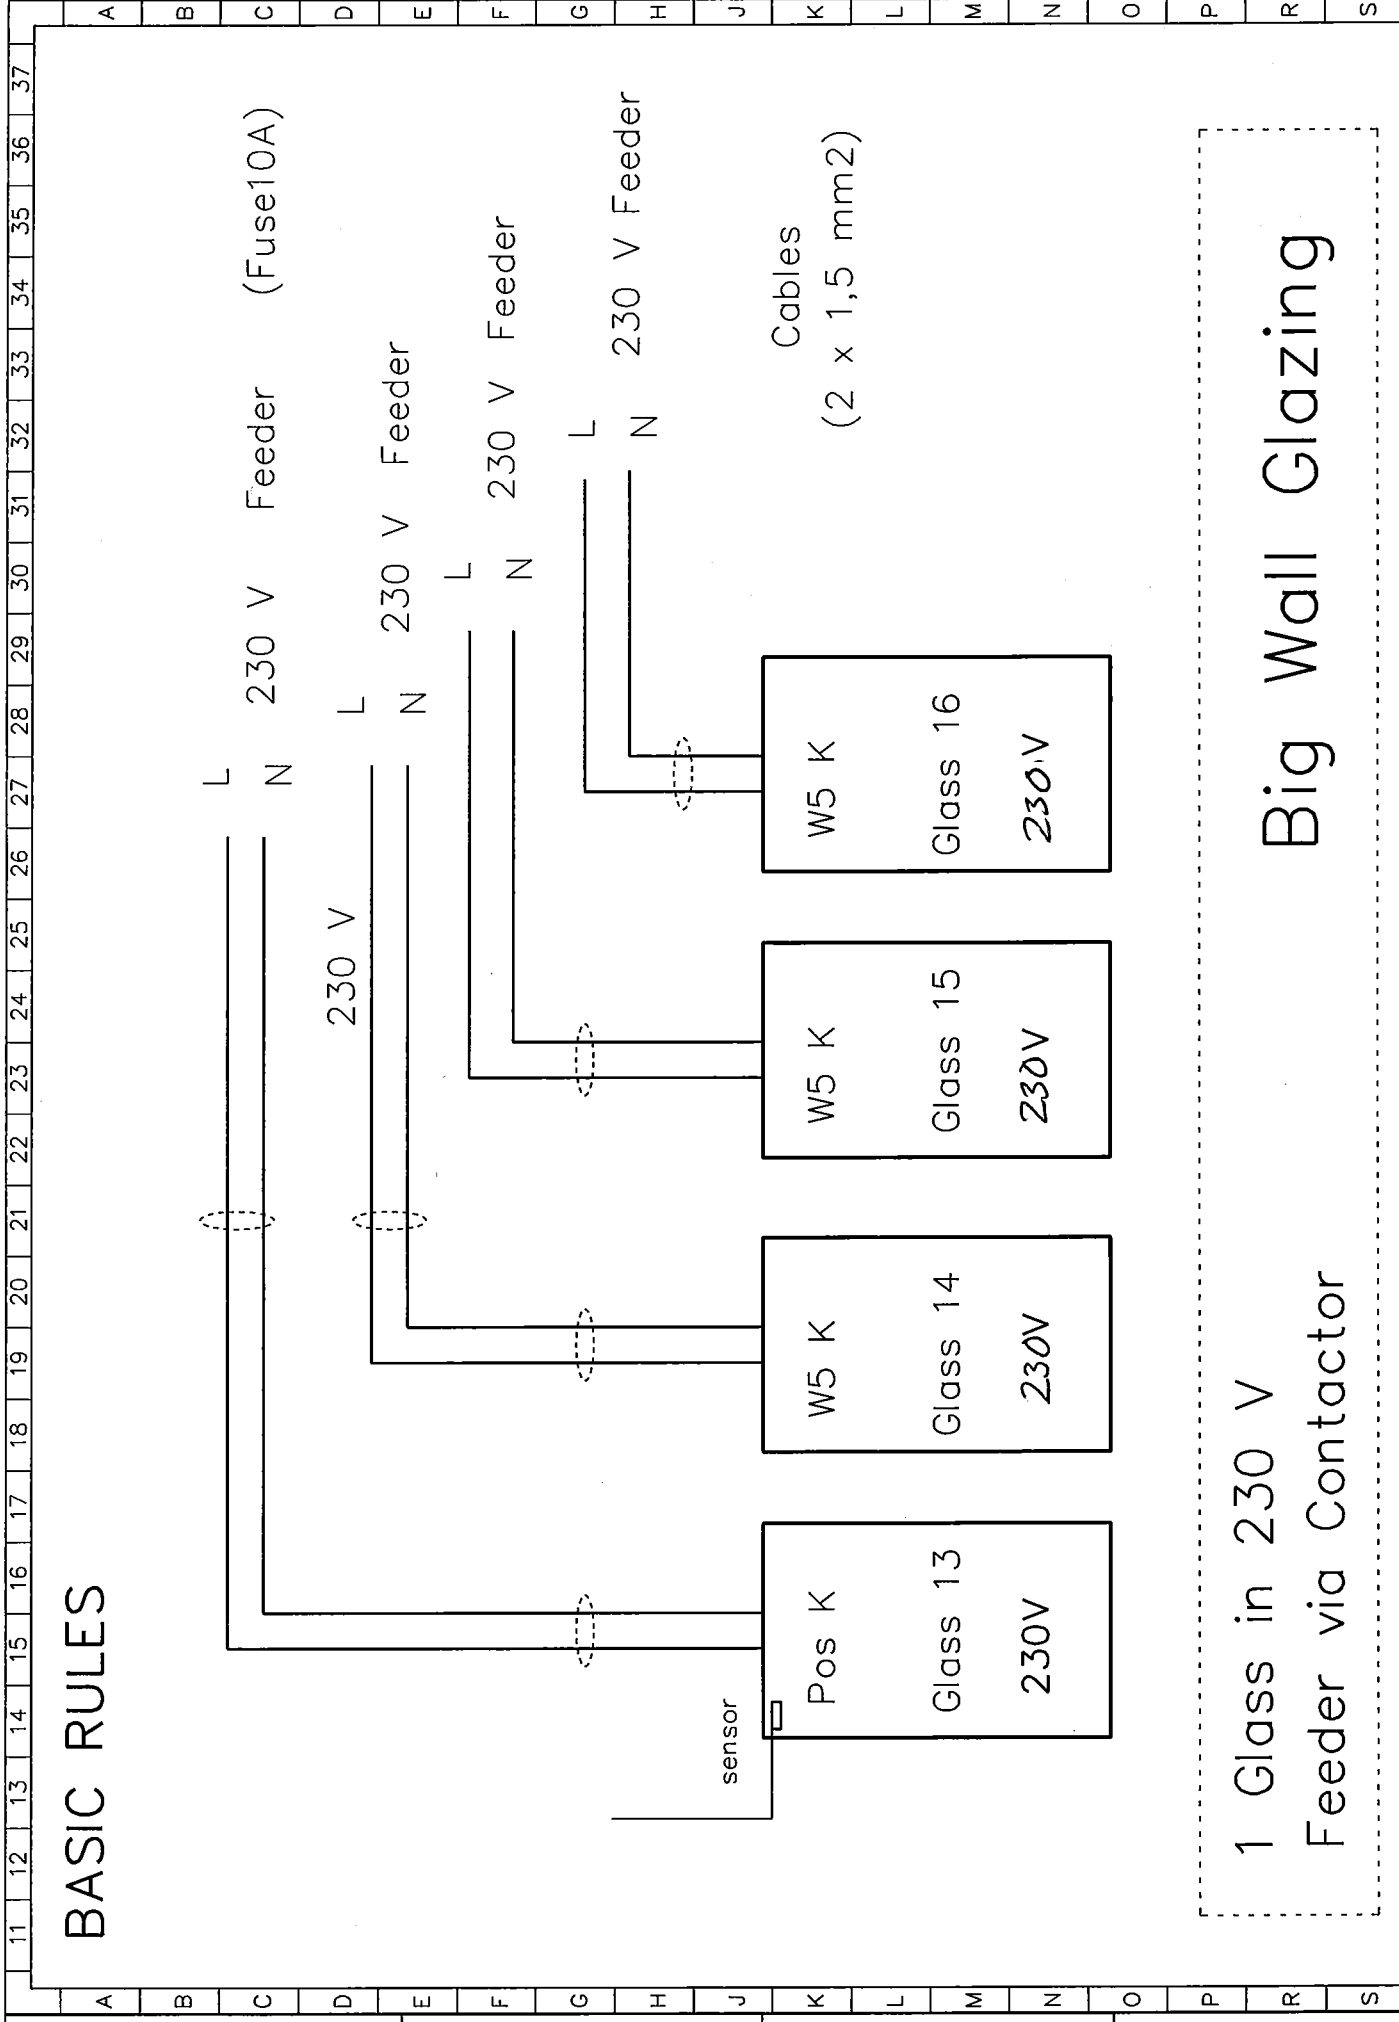 11 12 13 14 15 16 17 18 19 20 21 22 23 24 25 26 27 28 29 30 31 32 33 34 35 36 37
A
B
C
D
E
F
G
H
J
K
L
M
N
O
P
R
S
BASIC RULES
L
N
230 V Feeder (Fuse10A)
230 V
L
N
230 V Feeder
L
N
230 V Feeder
L
N
230 V Feeder
Cables
(2 x 1,5 mm2)
sensor
Pos K
Glass 13
230V
W5 K
Glass 14
230V
W5 K
Glass 15
230V
W5 K
Glass 16
230V
1 Glass in 230 V
Feeder via Contactor
Big Wall Glazing
A
B
C
D
E
F
G
H
J
K
L
M
N
O
P
R
S